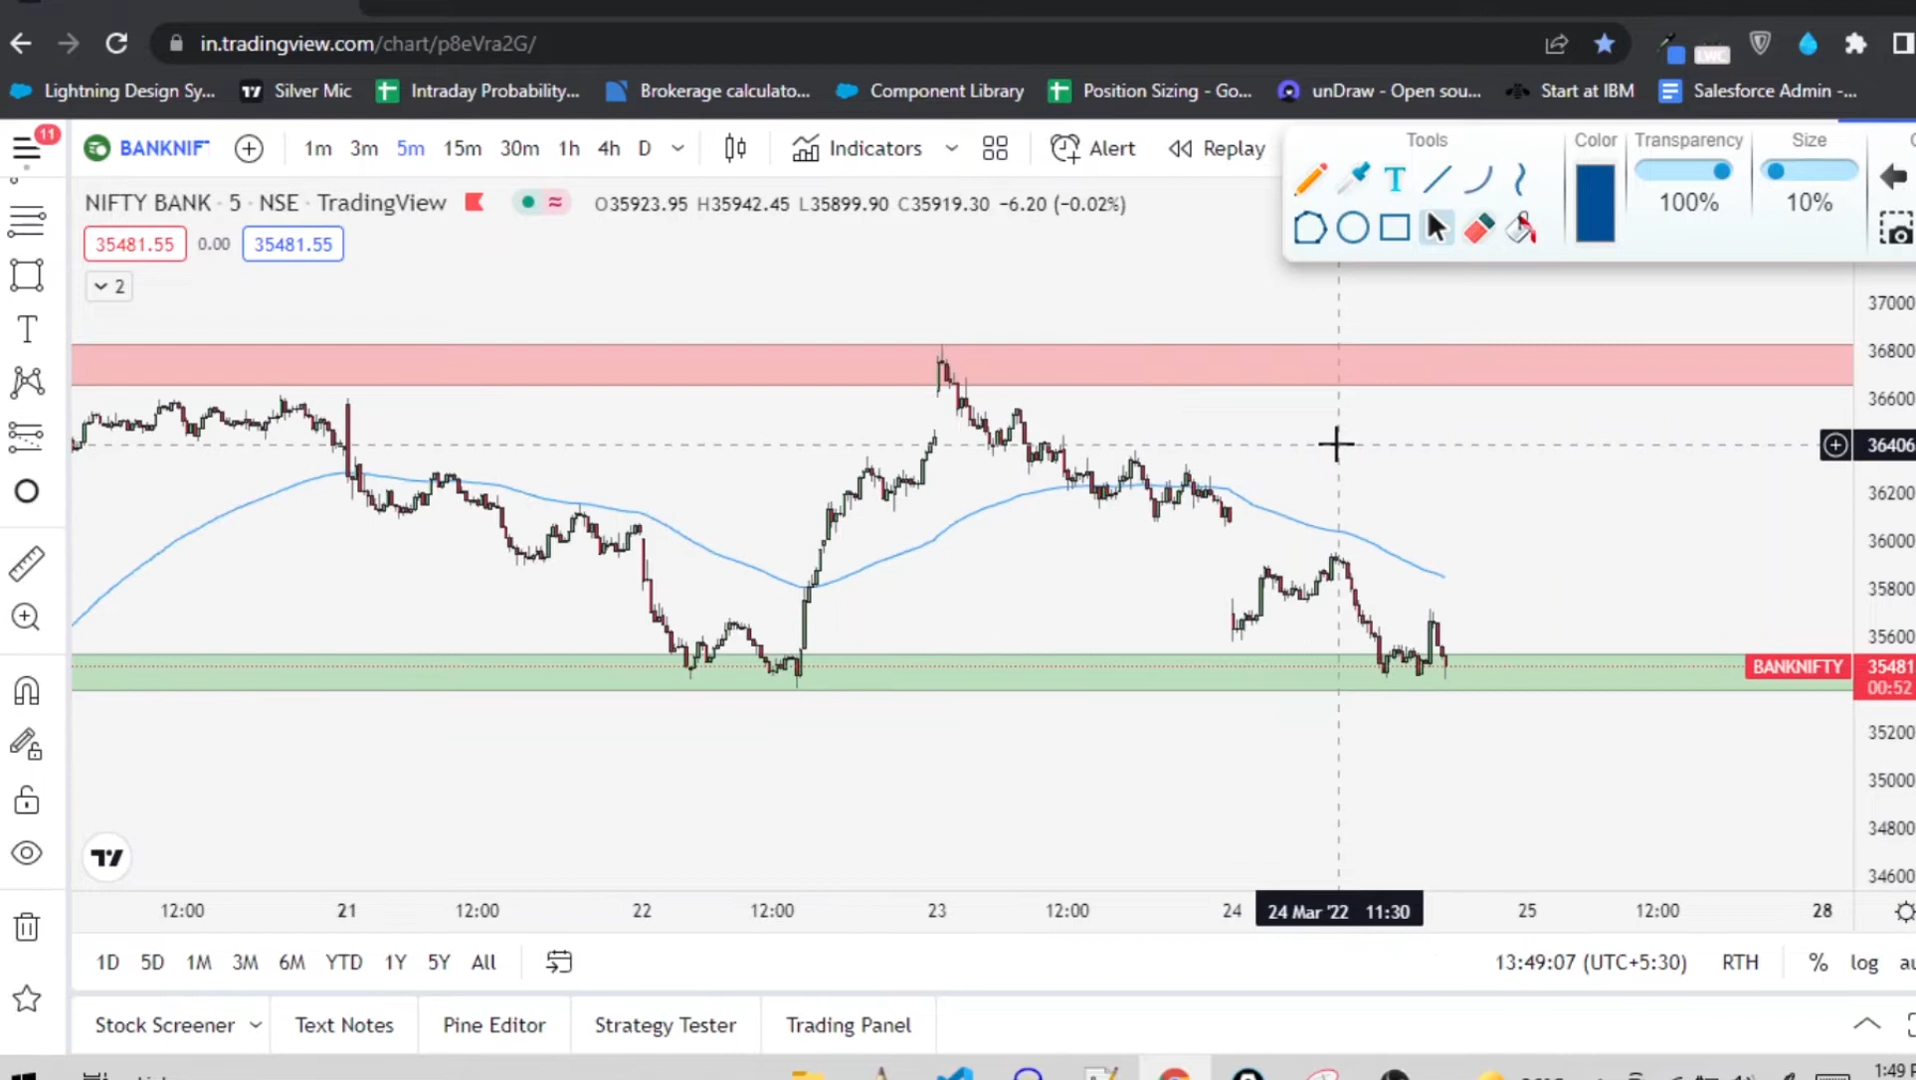 in.tradingview.com/chart/p8eVra2G/
LWC
Lightning Design Sy... Silver Mic Intraday Probability... Brokerage calculato... Component Library Position Sizing - Go... unDraw - Open sou... Start at IBM Salesforce Admin -...
11
BANKNIF 1m 3m 5m 15m 30m 1h 4h D Indicators Alert Replay
Tools Color Transparency Size
T
100% 10%
NIFTY BANK · 5 · NSE · TradingView O35923.95 H35942.45 L35899.90 C35919.30 −6.20 (−0.02%)
35481.55 0.00 35481.55
2
37000
36800
36600
36406
36200
36000
35800
35600
BANKNIFTY 35481
00:52
35200
35000
34800
34600
12:00 21 12:00 22 12:00 23 12:00 24 24 Mar '22 11:30 25 12:00 28
1D 5D 1M 3M 6M YTD 1Y 5Y All 13:49:07 (UTC+5:30) RTH % log au
Stock Screener Text Notes Pine Editor Strategy Tester Trading Panel
1:49